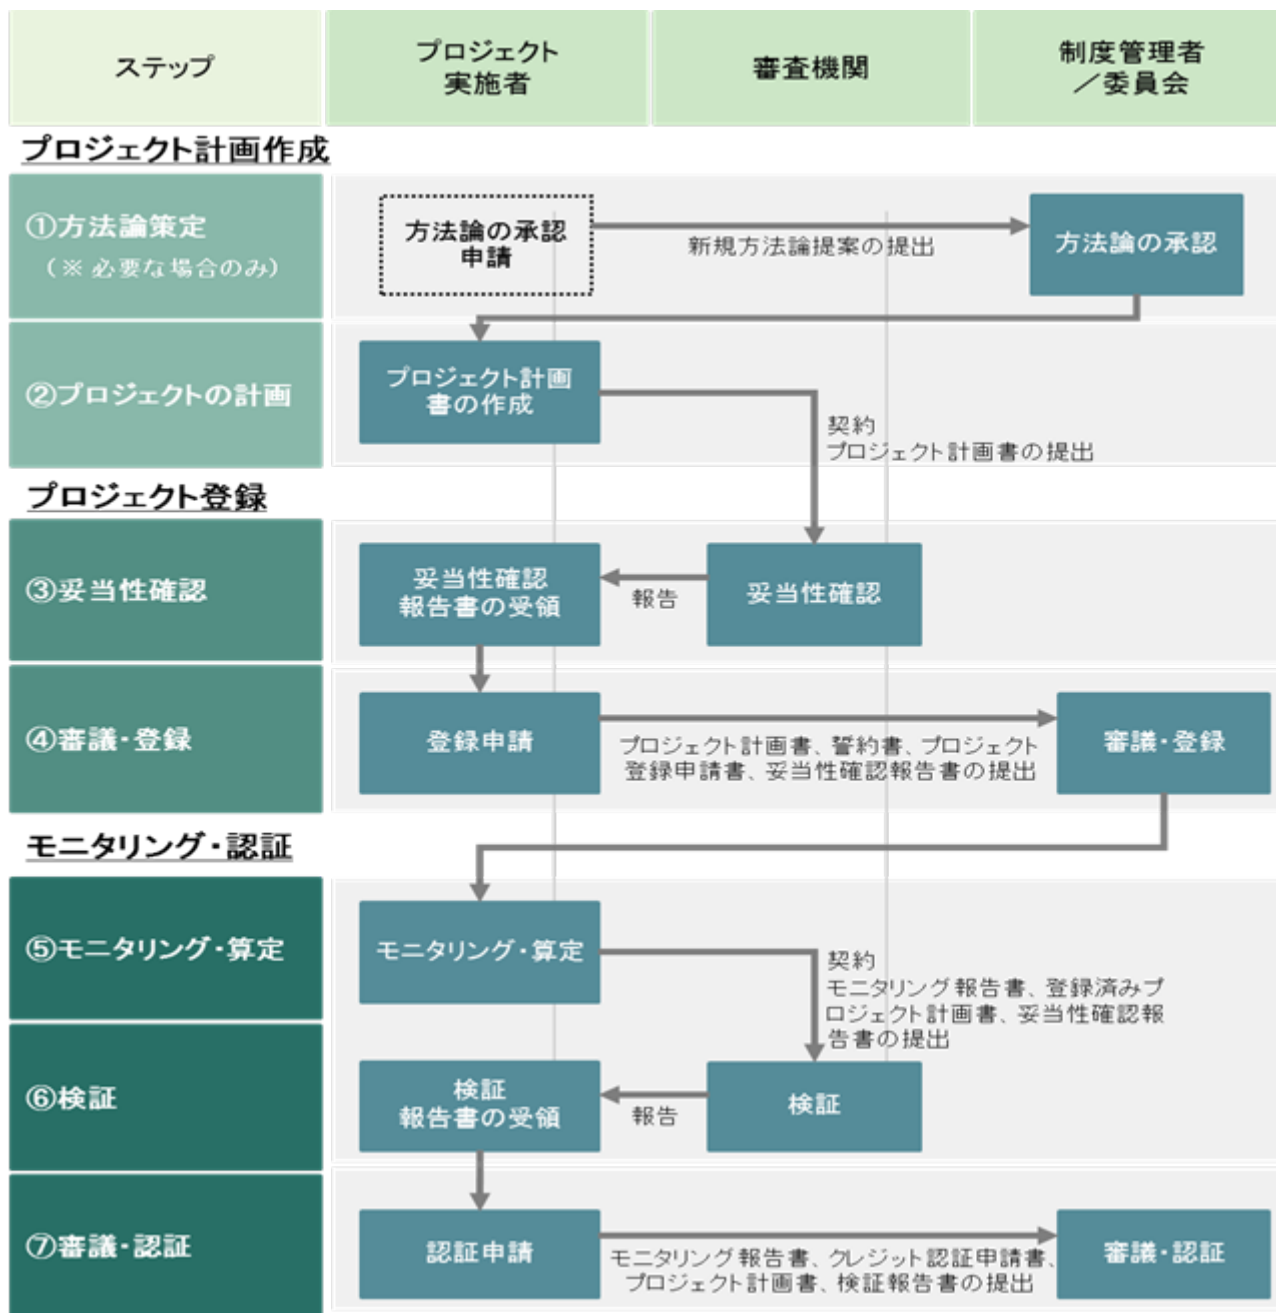 ステップ
プロジェクト
実施者
審査機関
制度管理者
／委員会
プロジェクト計画作成
①方法論策定
（※必要な場合のみ）
方法論の承認
申請
新規方法論提案の提出
方法論の承認
②プロジェクトの計画
プロジェクト計画
書の作成
契約
プロジェクト計画書の提出
プロジェクト登録
③妥当性確認
妥当性確認
報告書の受領
報告
妥当性確認
④審議・登録
登録申請
プロジェクト計画書、誓約書、プロジェクト
登録申請書、妥当性確認報告書の提出
審議・登録
モニタリング・認証
⑤モニタリング・算定
モニタリング・算定
契約
モニタリング報告書、登録済みプ
ロジェクト計画書、妥当性確認報
告書の提出
⑥検証
検証
報告書の受領
報告
検証
⑦審議・認証
認証申請
モニタリング報告書、クレジット認証申請書、
プロジェクト計画書、検証報告書の提出
審議・認証